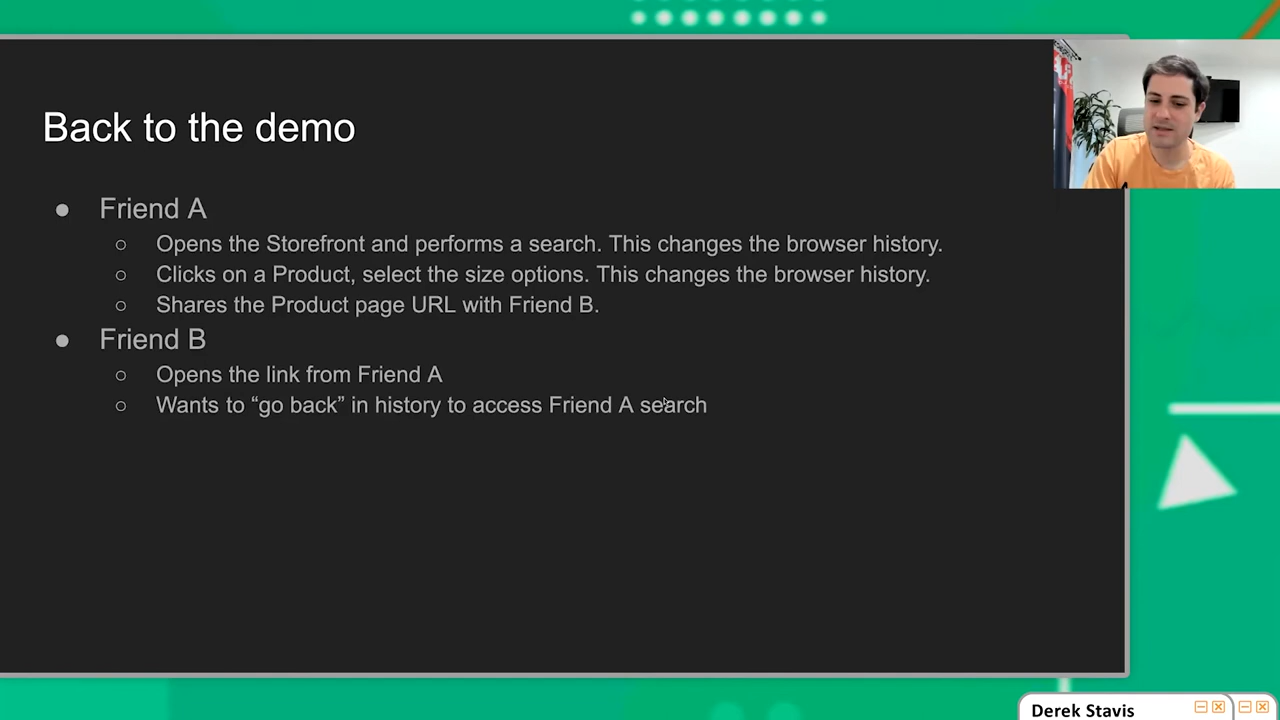 Back to the demo
● Friend A
○ Opens the Storefront and performs a search. This changes the browser history.
○ Clicks on a Product, select the size options. This changes the browser history.
○ Shares the Product page URL with Friend B.
● Friend B
○ Opens the link from Friend A
○ Wants to “go back” in history to access Friend A search
Derek Stavis